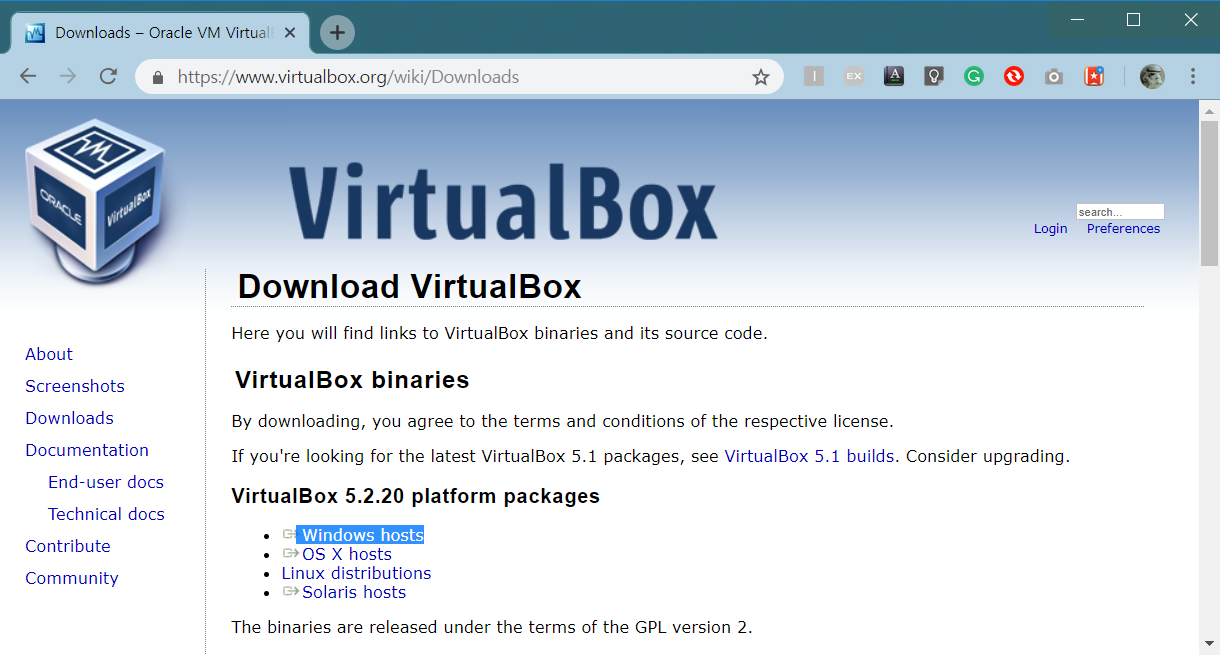 Downloads – Oracle VM Virtual
https://www.virtualbox.org/wiki/Downloads
EX
A
G
ORACLE
VirtualBox
VirtualBox
search...
Login Preferences
Download VirtualBox
Here you will find links to VirtualBox binaries and its source code.
About
Screenshots
Downloads
Documentation
End-user docs
Technical docs
Contribute
Community
VirtualBox binaries
By downloading, you agree to the terms and conditions of the respective license.
If you're looking for the latest VirtualBox 5.1 packages, see VirtualBox 5.1 builds. Consider upgrading.
VirtualBox 5.2.20 platform packages
Windows hosts
OS X hosts
Linux distributions
Solaris hosts
The binaries are released under the terms of the GPL version 2.